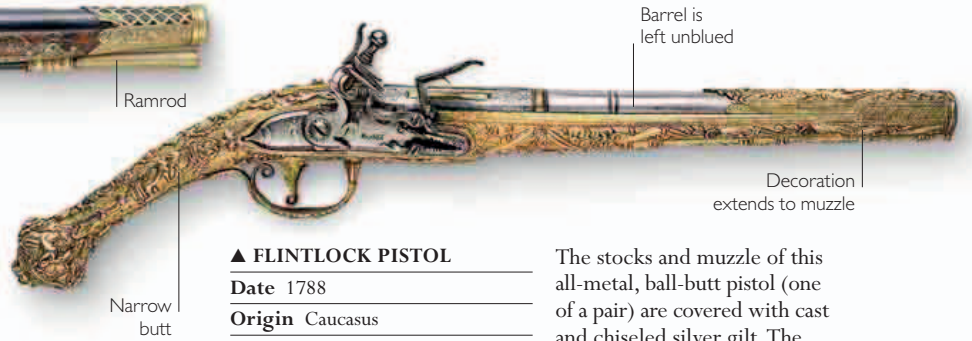 Barrel is
left unblued
Ramrod
Decoration
extends to muzzle
Narrow
butt
▲ FLINTLOCK PISTOL
Date 1788
Origin Caucasus
The stocks and muzzle of this
all-metal, ball-butt pistol (one
of a pair) are covered with cast
and chiseled silver gilt. The